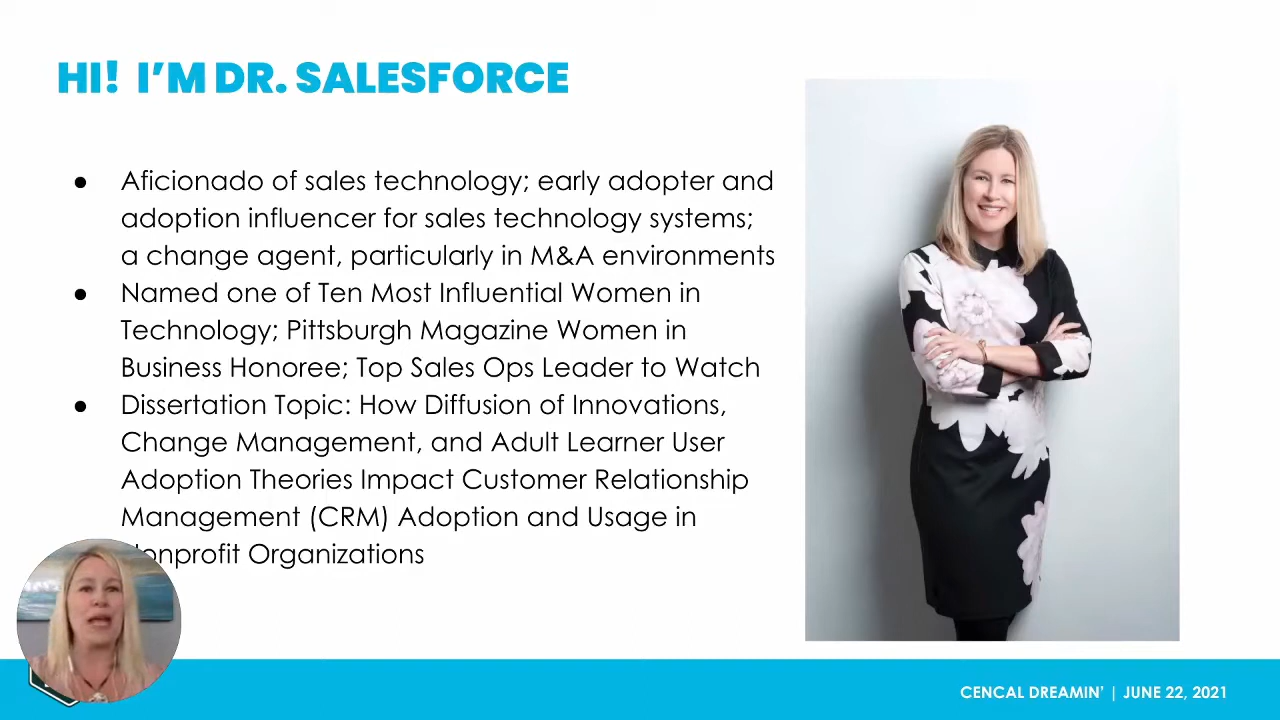 HI! I’M DR. SALESFORCE
● Aficionado of sales technology; early adopter and
adoption influencer for sales technology systems;
a change agent, particularly in M&A environments
● Named one of Ten Most Influential Women in
Technology; Pittsburgh Magazine Women in
Business Honoree; Top Sales Ops Leader to Watch
● Dissertation Topic: How Diffusion of Innovations,
Change Management, and Adult Learner User
Adoption Theories Impact Customer Relationship
Management (CRM) Adoption and Usage in
Nonprofit Organizations
CENCAL DREAMIN’ | JUNE 22, 2021